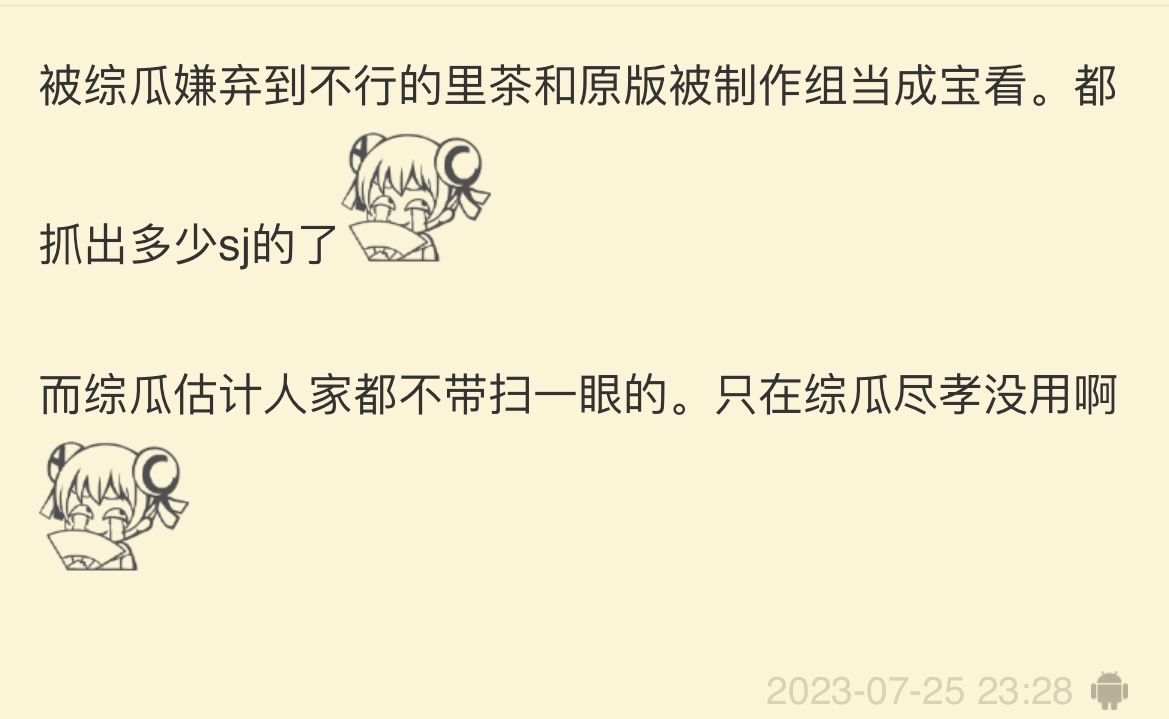 被综瓜嫌弃到不行的里茶和原版被制作组当成宝看。都
抓出多少sj的了
而综瓜估计人家都不带扫一眼的。只在综瓜尽孝没用啊
2023-07-25 23:28